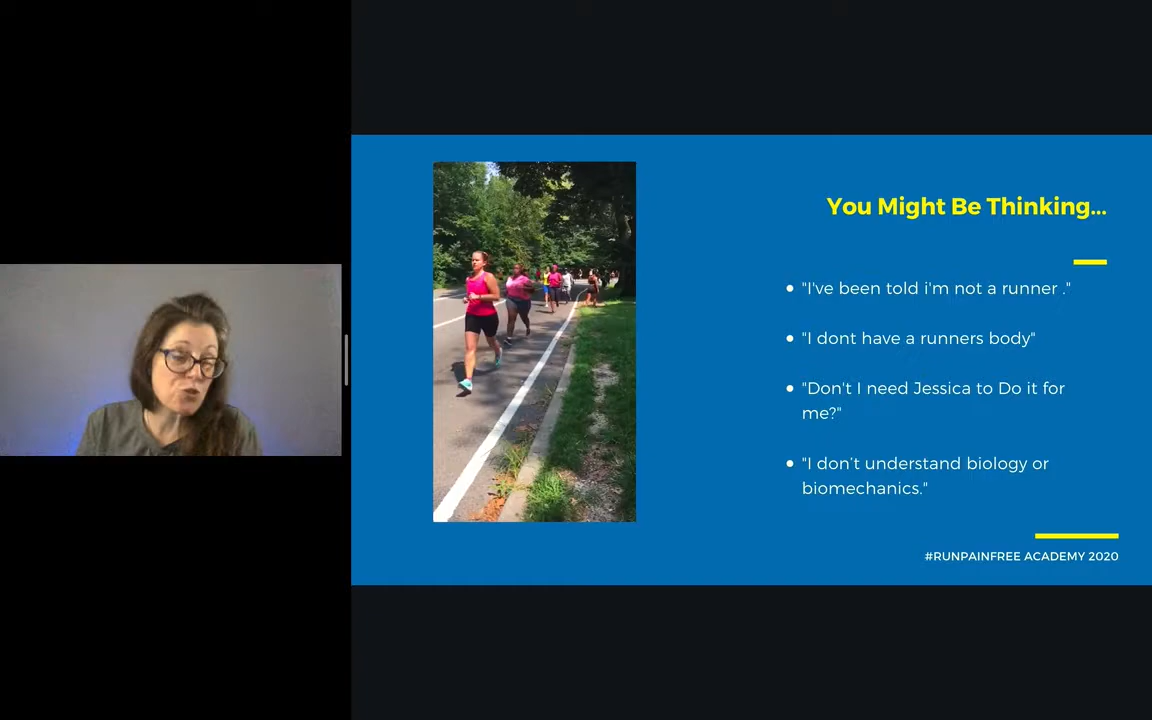 You Might Be Thinking...
"I've been told i'm not a runner ."
"I dont have a runners body"
"Don't I need Jessica to Do it for
me?"
"I don’t understand biology or
biomechanics."
#RUNPAINFREE ACADEMY 2020